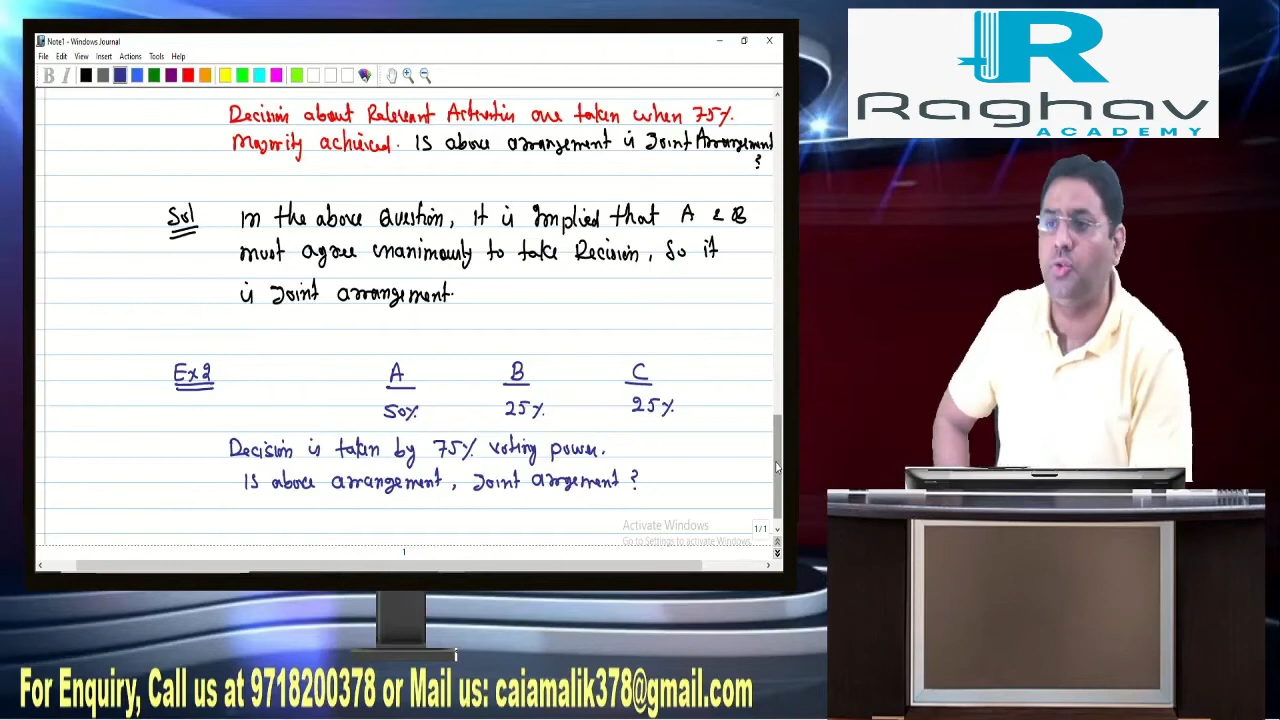 Note1 - Windows Journal
File Edit View Insert Actions Tools Help
B I
Decision about Relevant Activities are taken when 75%
Majority achieved. Is above arrangement is Joint Arrangement
?
Sol In the above Question, It is Implied that A & B
must agree unanimously to take Decision, So it
is Joint arrangement.
Ex 2 A B C
50% 25% 25%
Decision is taken by 75% voting power.
Is above arrangement, Joint arrgement?
Activate Windows
Go to Settings to activate Windows.
1/1
1
R
Raghav
ACADEMY
For Enquiry, Call us at 9718200378 or Mail us: caiamalik378@gmail.com